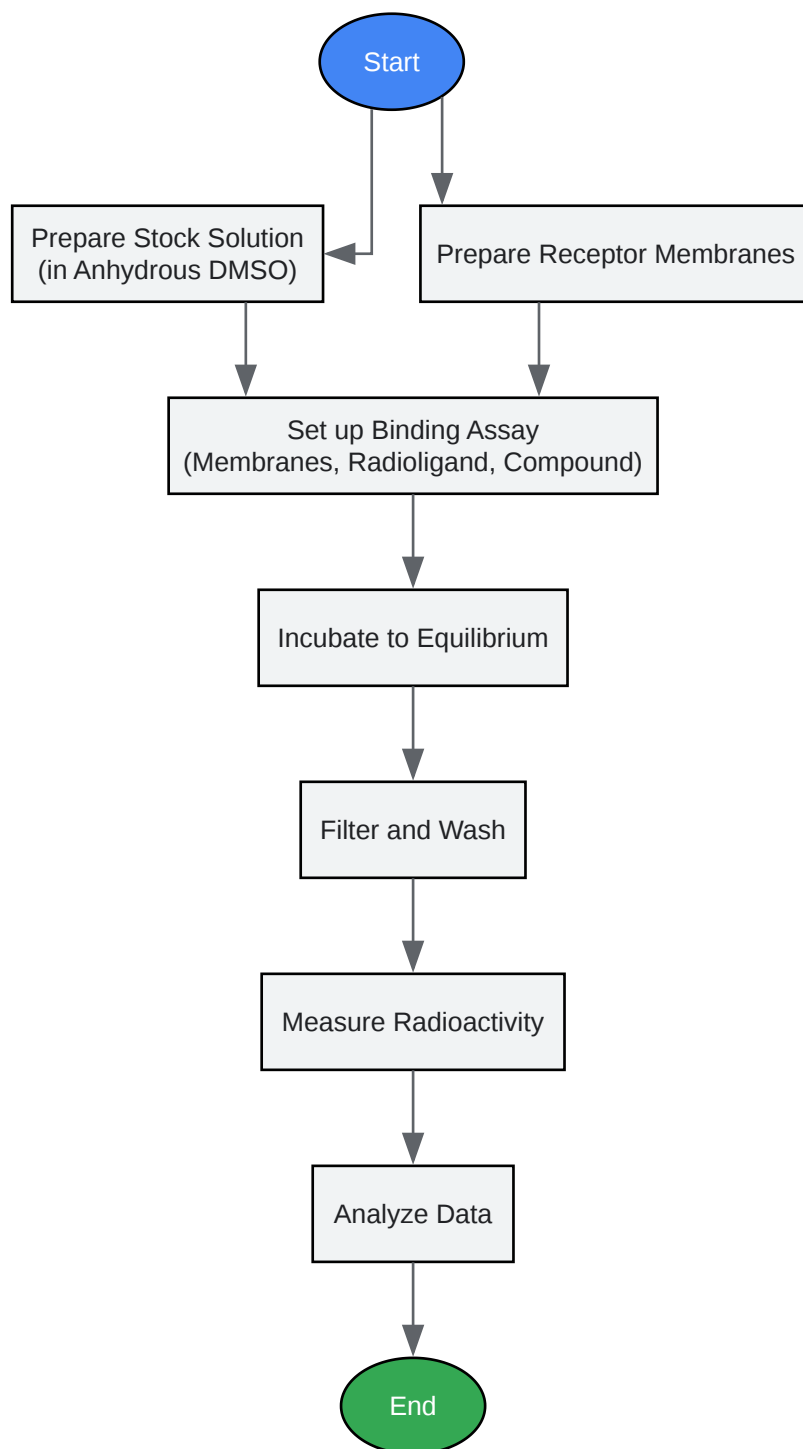 Start
Prepare Stock Solution
(in Anhydrous DMSO)
Prepare Receptor Membranes
Set up Binding Assay
(Membranes, Radioligand, Compound)
Incubate to Equilibrium
Filter and Wash
Measure Radioactivity
Analyze Data
End